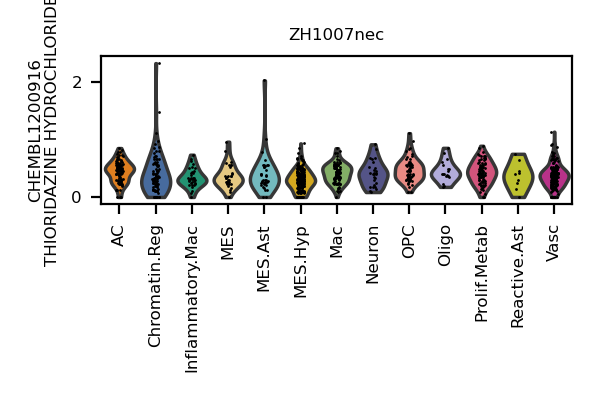 ZH1007nec
CHEMBL1200916
THIORIDAZINE HYDROCHLORIDE
2
0
AC
Chromatin.Reg
Inflammatory.Mac
MES
MES.Ast
MES.Hyp
Mac
Neuron
OPC
Oligo
Prolif.Metab
Reactive.Ast
Vasc